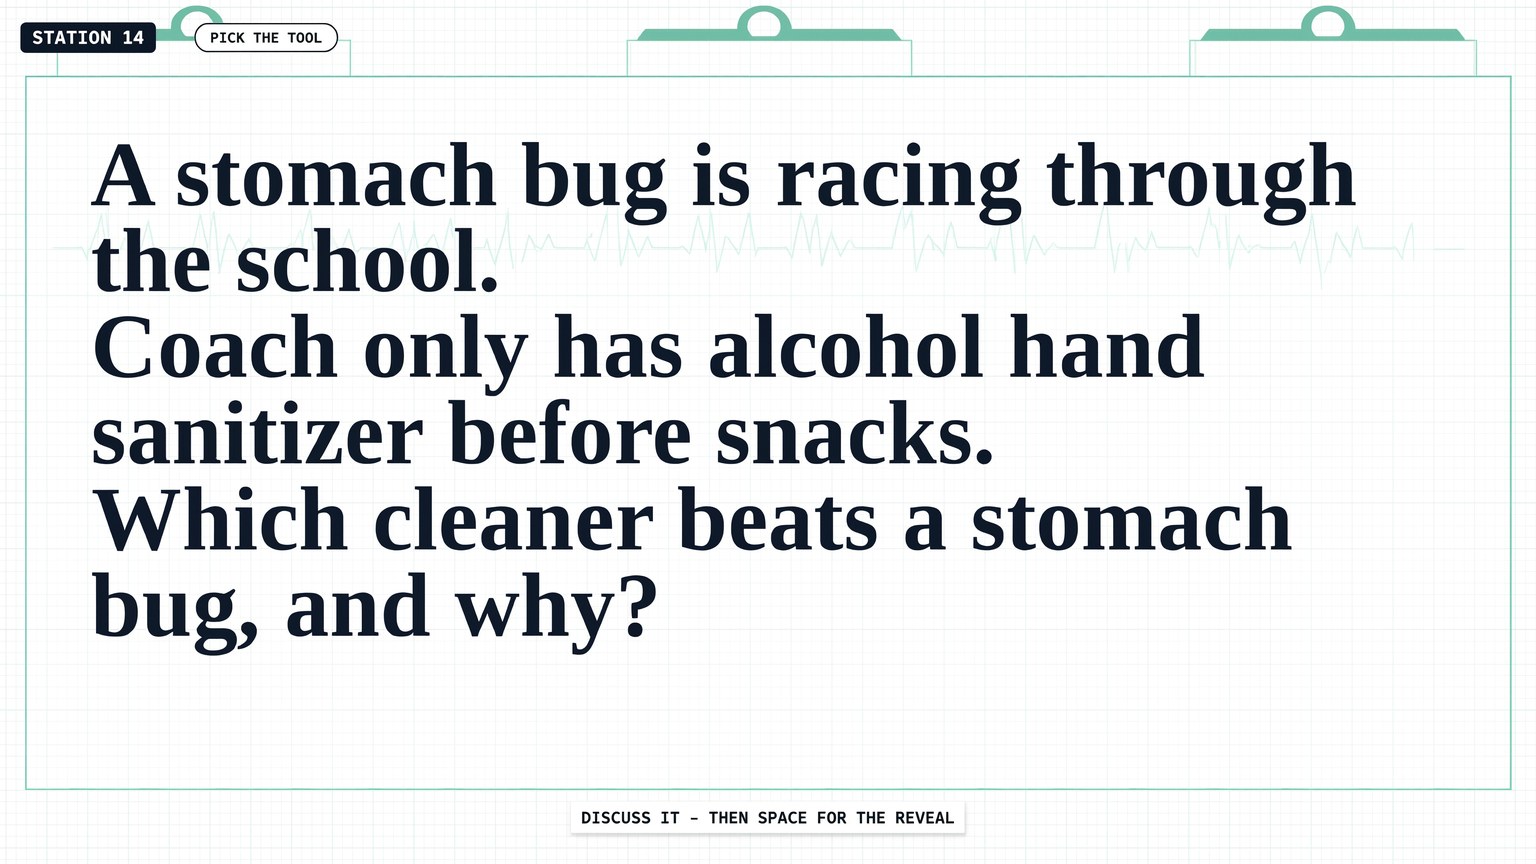 STATION 14
PICK THE TOOL
A stomach bug is racing through
the school.
Coach only has alcohol hand
sanitizer before snacks.
Which cleaner beats a stomach
bug, and why?
DISCUSS IT – THEN SPACE FOR THE REVEAL